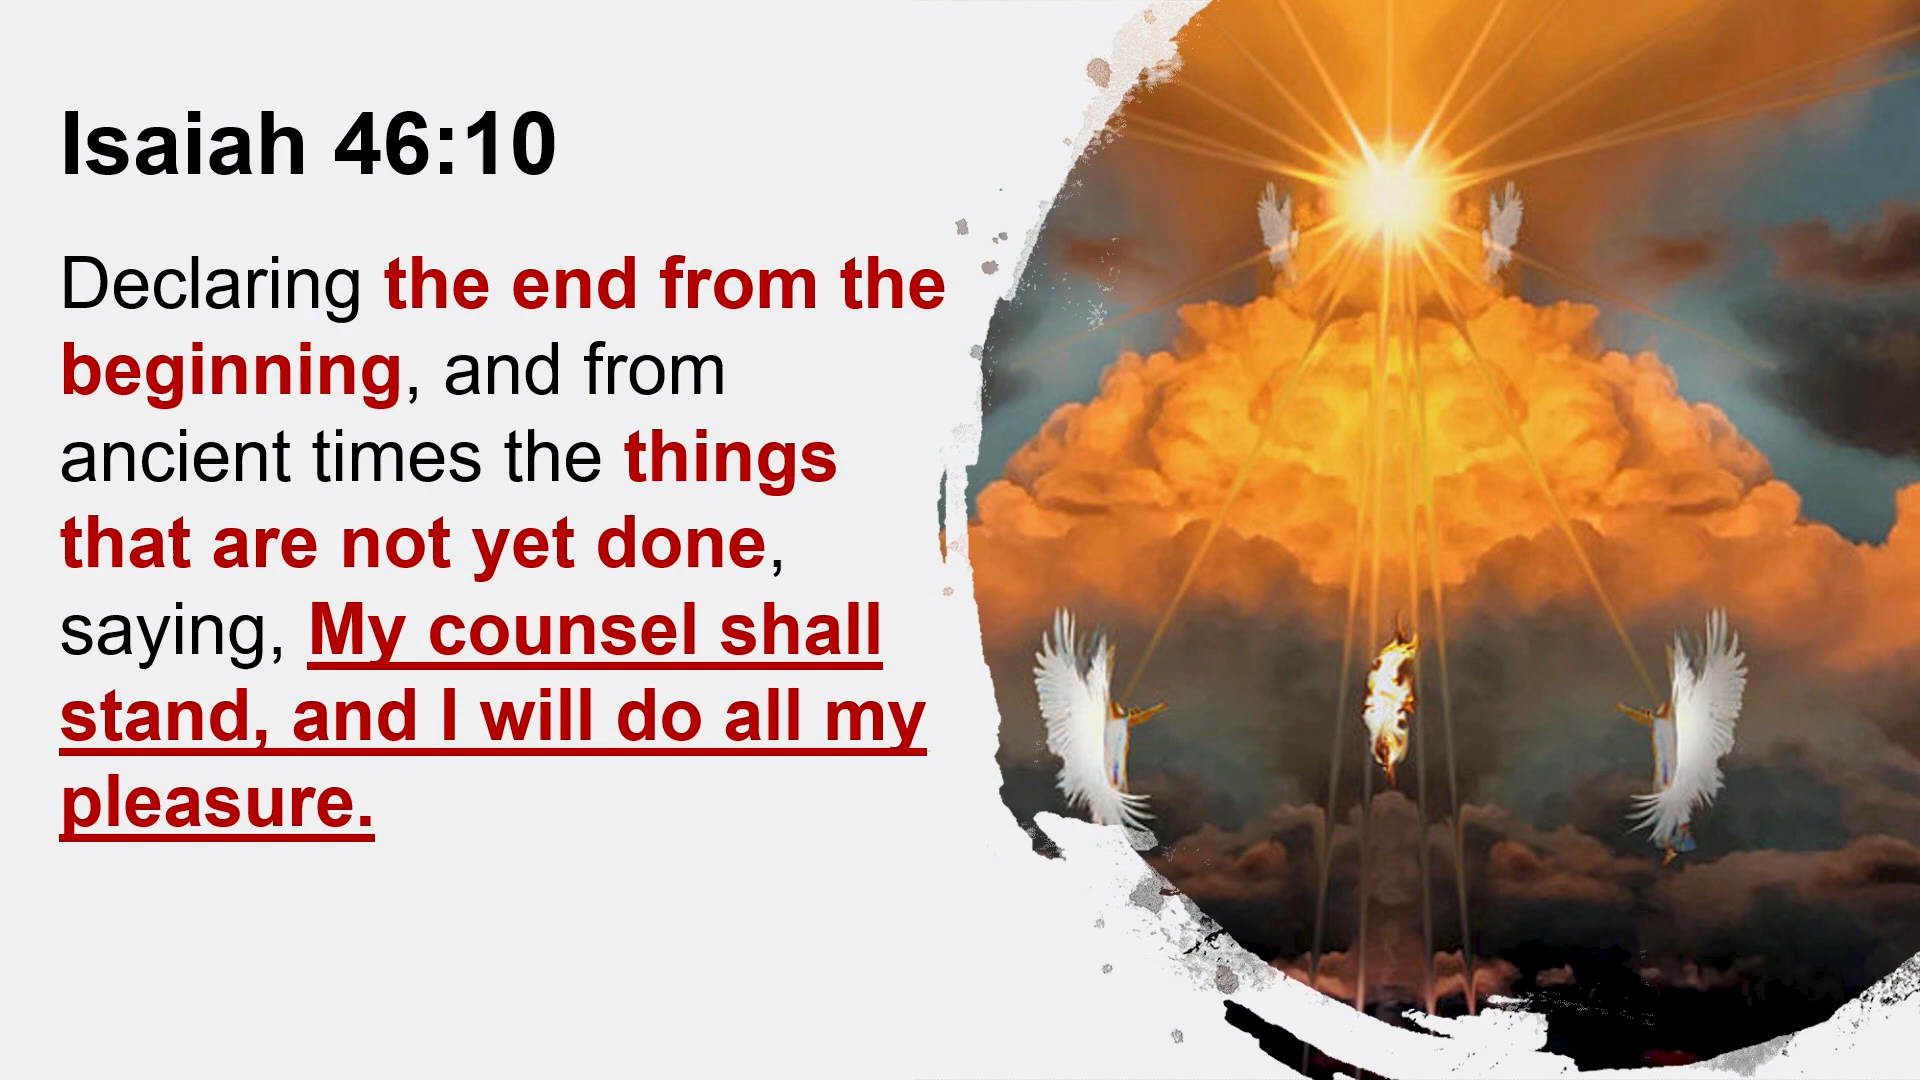 Isaiah 46:10
Declaring the end from the
beginning, and from
ancient times the things
that are not yet done,
saying, My counsel shall
stand, and I will do all my
pleasure.